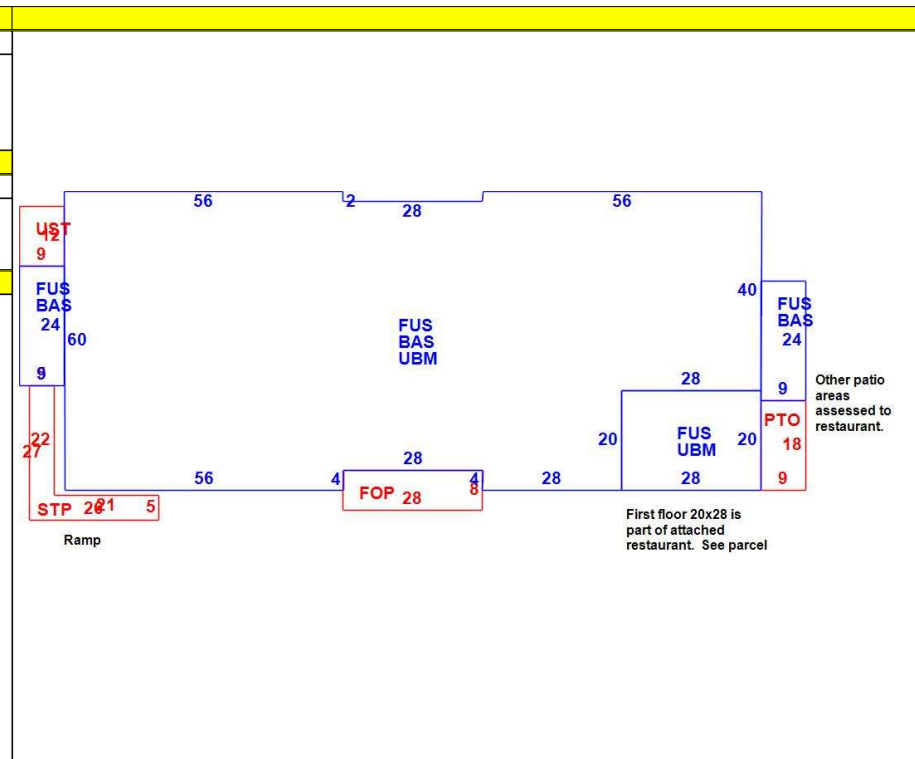 56
2
28
56
UST
12
9
FUS
BAS
24
9
60
FUS
BAS
UBM
40
FUS
BAS
24
9
28
20
FUS
UBM
20
28
PTO
18
9
Other patio
areas
assessed to
restaurant.
22
27
56
4
28
4
28
FOP
28
8
STP
26
21
5
Ramp
First floor 20x28 is
part of attached
restaurant. See parcel